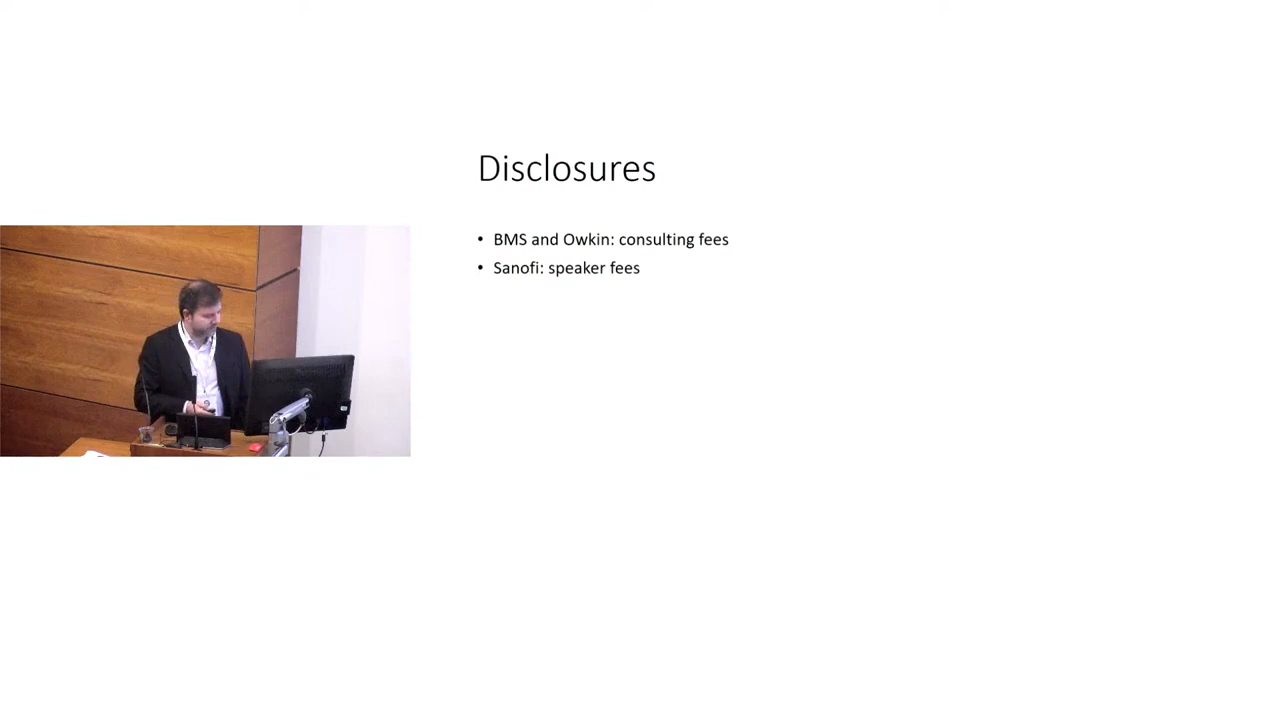 Disclosures
• BMS and Owkin: consulting fees
• Sanofi: speaker fees